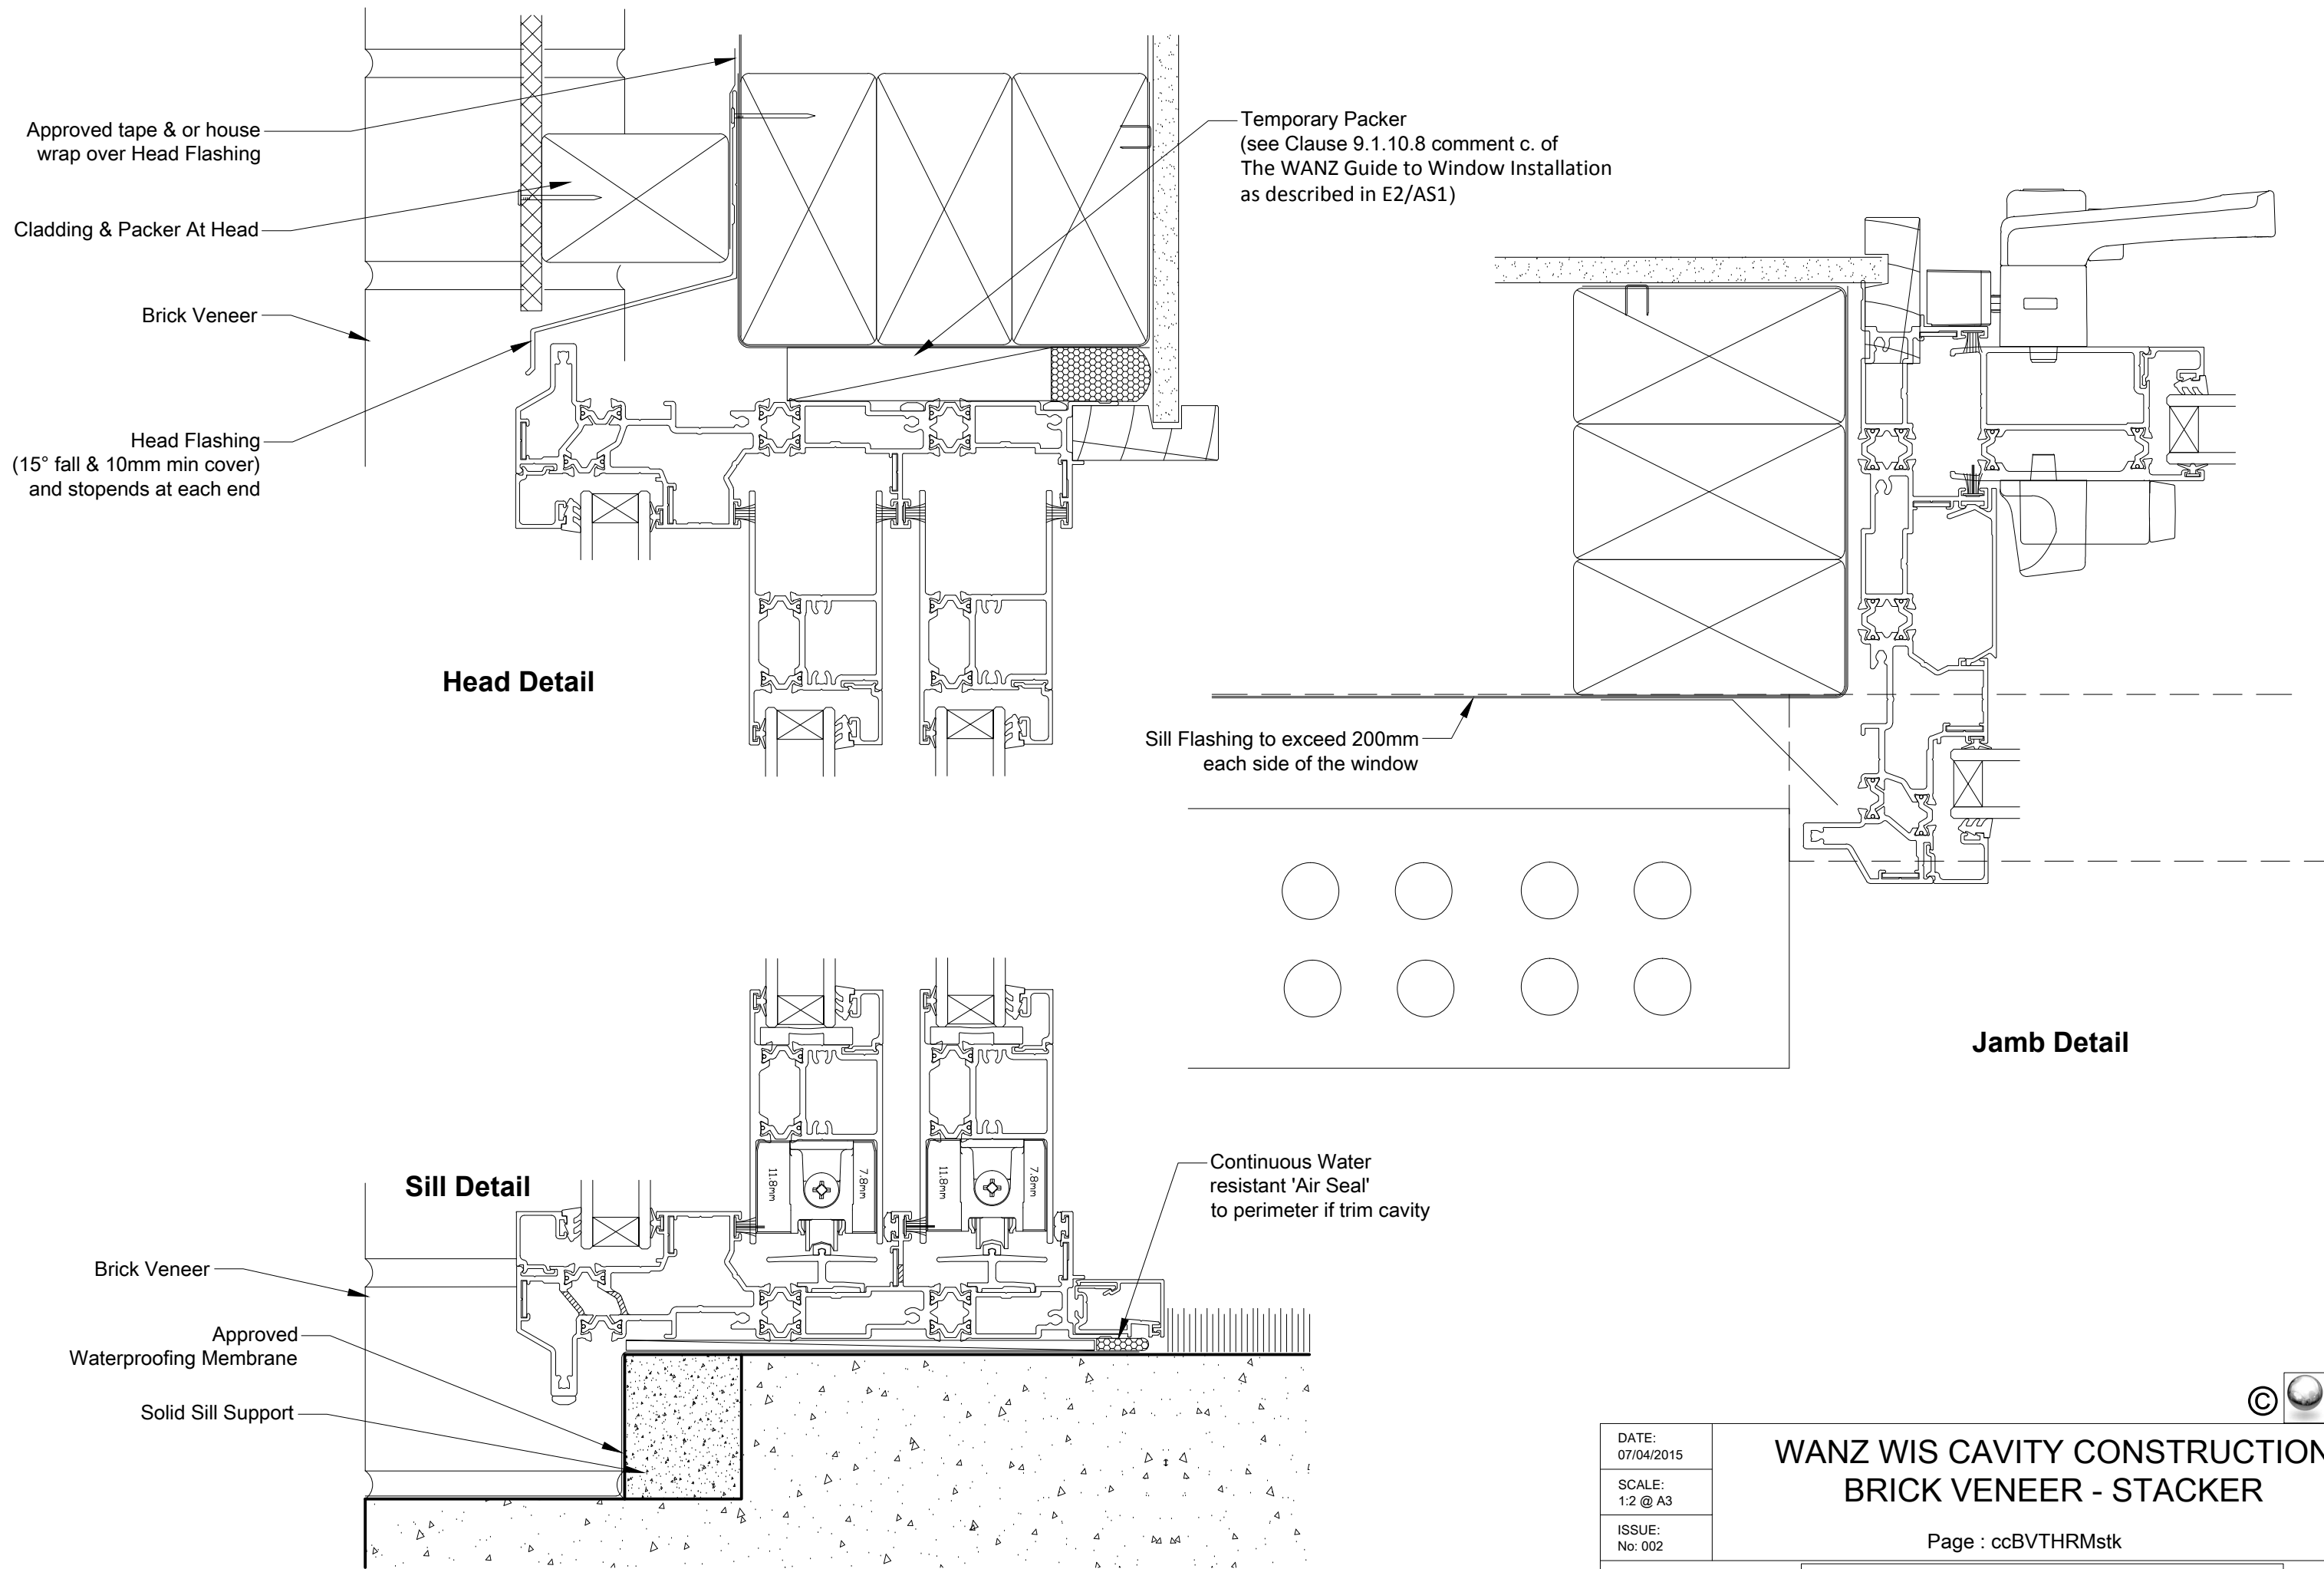 Approved tape & or house
wrap over Head Flashing
Cladding & Packer At Head
Brick Veneer
Head Flashing
(15° fall & 10mm min cover)
and stopends at each end
Temporary Packer
(see Clause 9.1.10.8 comment c. of
The WANZ Guide to Window Installation
as described in E2/AS1)
Head Detail
Sill Flashing to exceed 200mm
each side of the window
Jamb Detail
Sill Detail
11.8mm
7.8mm
11.8mm
7.8mm
Continuous Water
resistant 'Air Seal'
to perimeter if trim cavity
Brick Veneer
Approved
Waterproofing Membrane
Solid Sill Support
©
DATE:
07/04/2015
SCALE:
1:2 @ A3
ISSUE:
No: 002
WANZ WIS CAVITY CONSTRUCTION
BRICK VENEER - STACKER
Page : ccBVTHRMstk